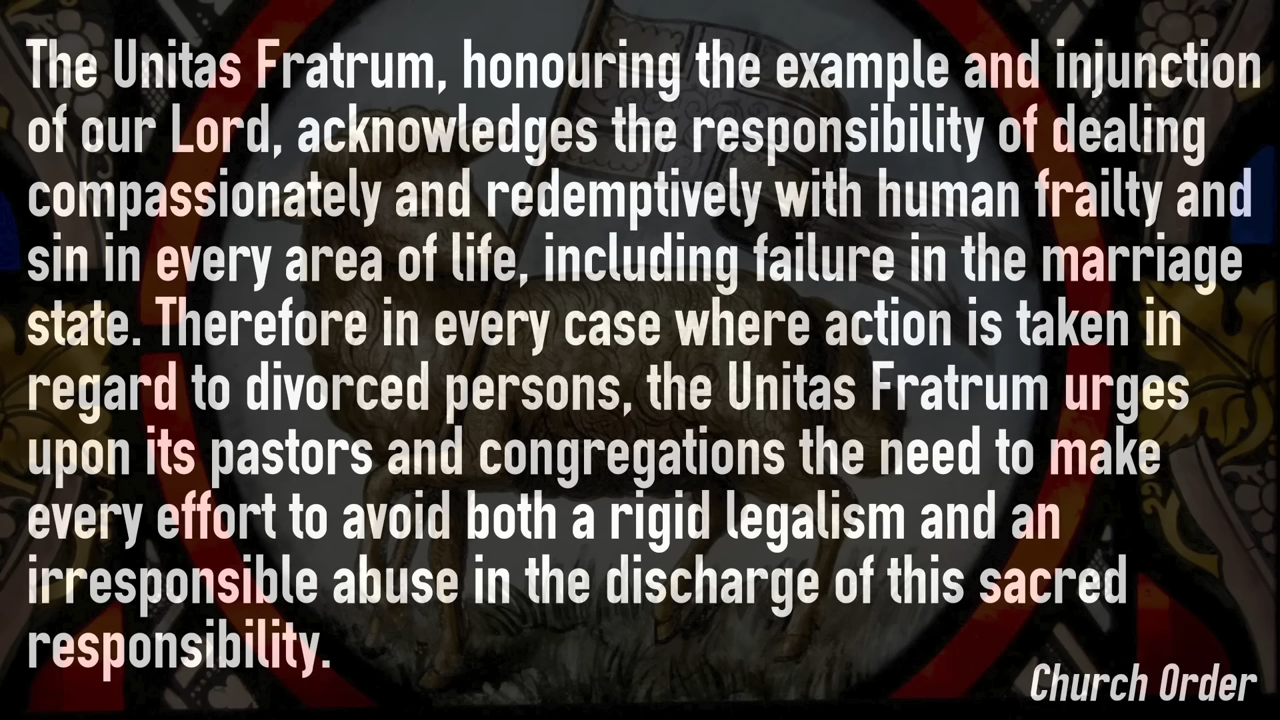 The Unitas Fratrum, honouring the example and injunction
of our Lord, acknowledges the responsibility of dealing
compassionately and redemptively with human frailty and
sin in every area of life, including failure in the marriage
state. Therefore in every case where action is taken in
regard to divorced persons, the Unitas Fratrum urges
upon its pastors and congregations the need to make
every effort to avoid both a rigid legalism and an
irresponsible abuse in the discharge of this sacred
responsibility.
Church Order